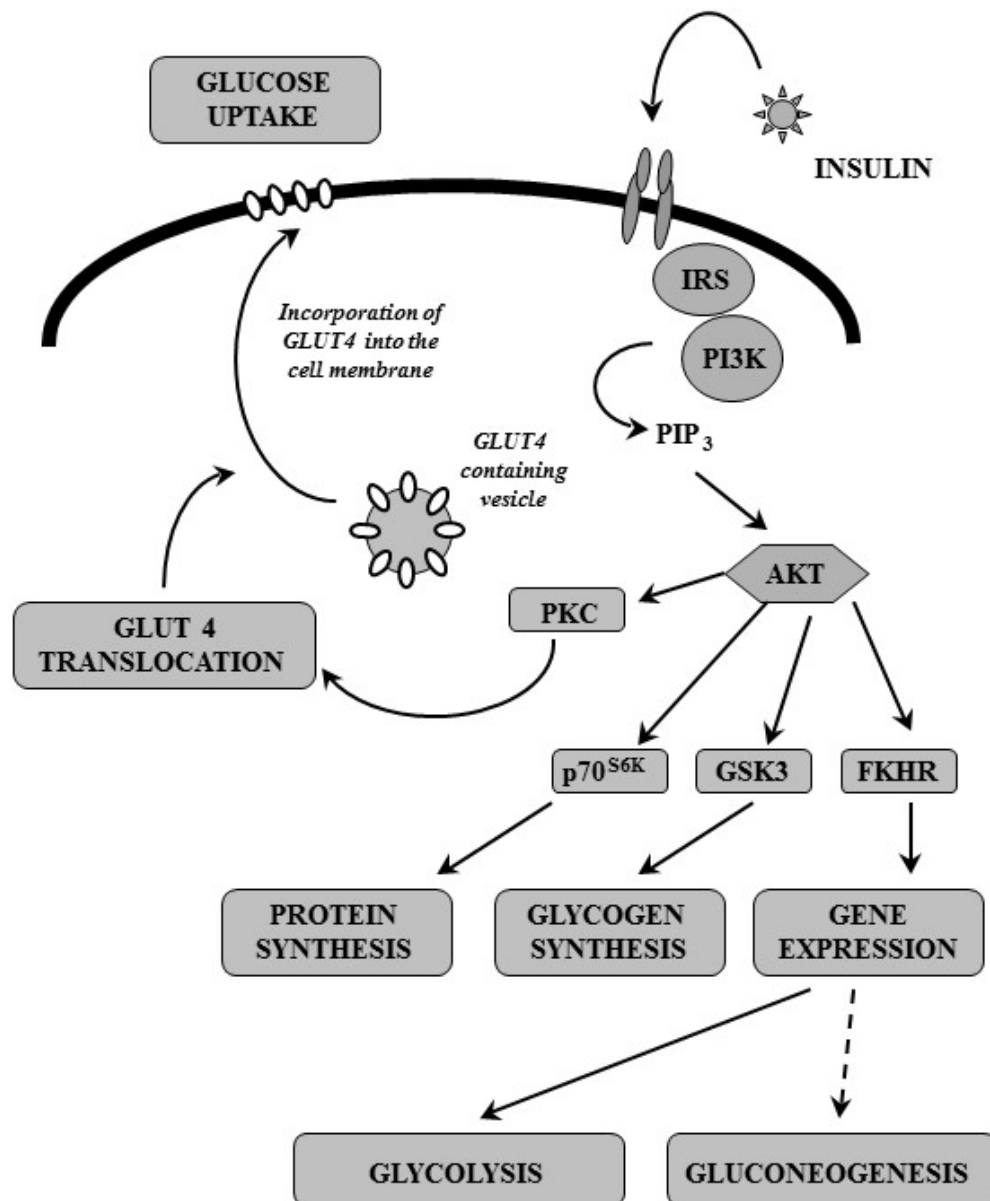 GLUCOSE
UPTAKE
INSULIN
IRS
Incorporation of
GLUT4 into the
cell membrane
PI3K
PIP3
GLUT4
containing
vesicle
AKT
PKC
GLUT 4
TRANSLOCATION
p70S6K
GSK3
FKHR
PROTEIN
SYNTHESIS
GLYCOGEN
SYNTHESIS
GENE
EXPRESSION
GLYCOLYSIS
GLUCONEOGENESIS